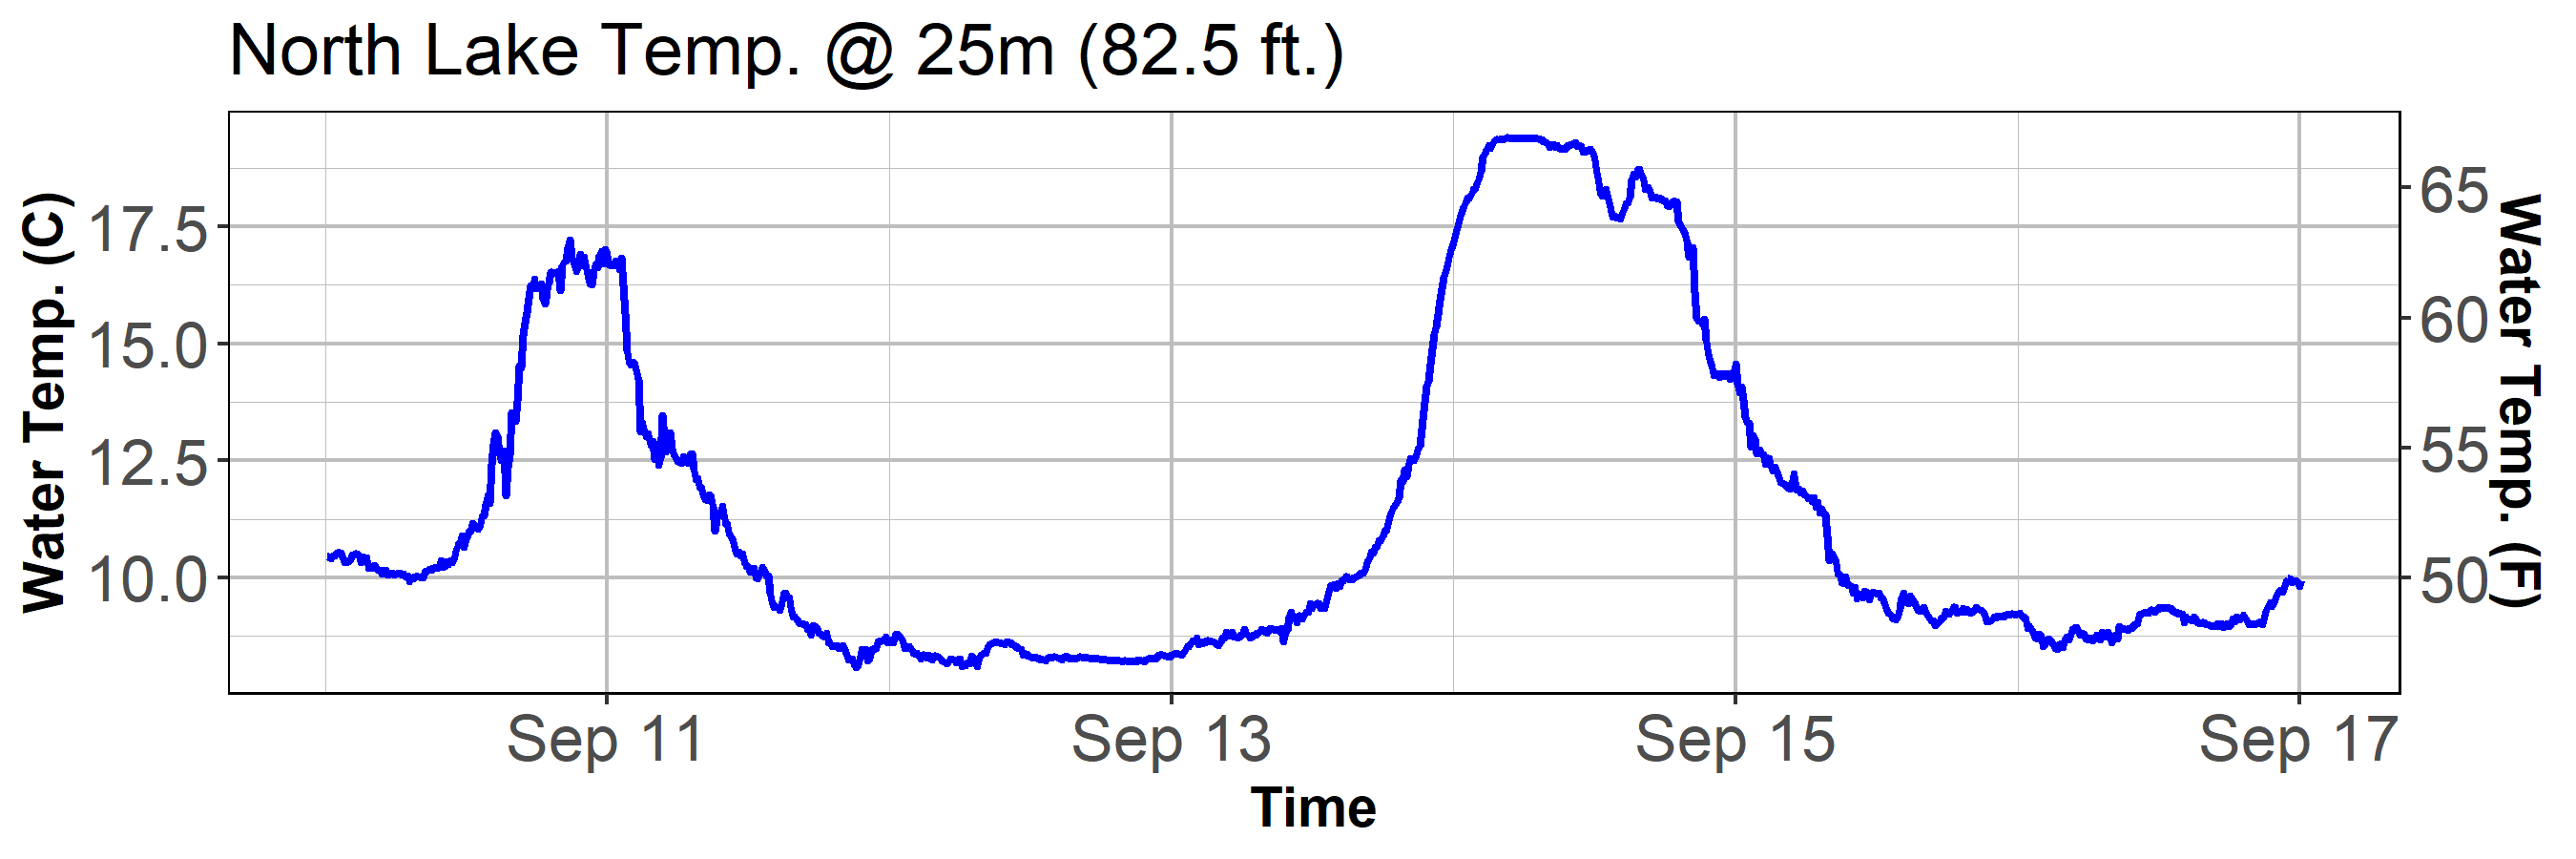 North Lake Temp. @ 25m (82.5 ft.)
Water Temp. (C)
17.5
15.0
12.5
10.0
65
60
55
50
Water Temp. (F)
Sep 11
Sep 13
Sep 15
Sep 17
Time